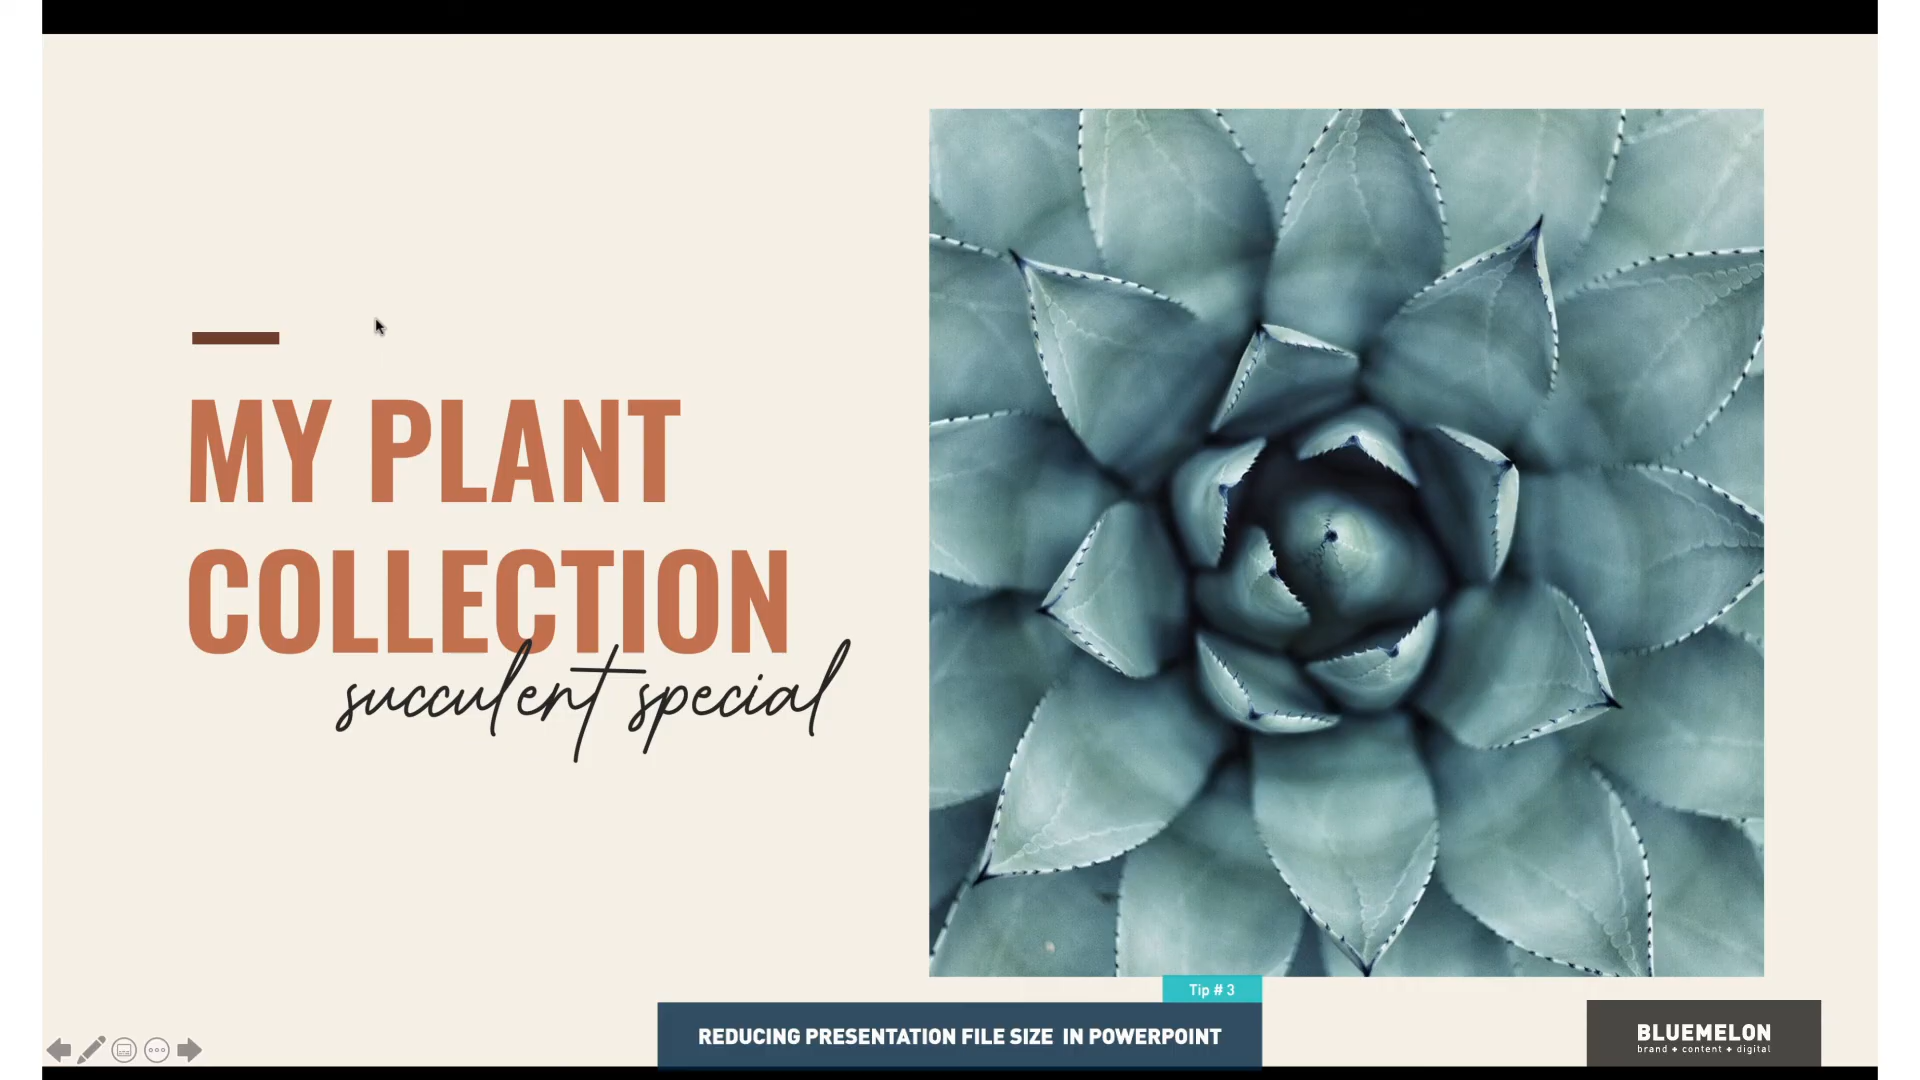 MY PLANT
COLLECTION
succulent special
Tip # 3
REDUCING PRESENTATION FILE SIZE IN POWERPOINT
BLUEMELON
brand + content + digital